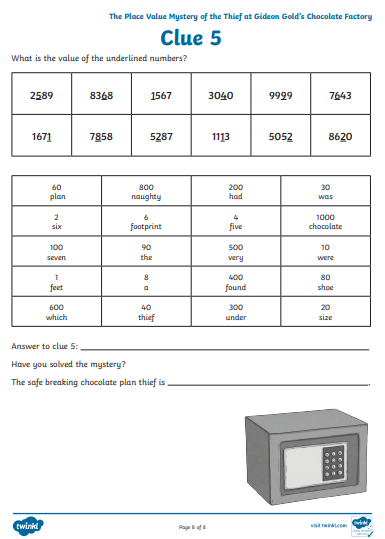 The Place Value Mystery of the Thief at Gideon Gold's Chocolate Factory
Clue 5
What is the value of the underlined numbers?
2589 8368 1567 3040 9929 7643
1671 7858 5287 1113 5052 8620
60 800 200 30
plan naughty had was
2 6 4 1000
six footprint five chocolate
100 90 500 10
seven the very were
1 8 400 80
feet a found shoe
600 40 300 20
which thief under size
Answer to clue 5:
Have you solved the mystery?
The safe breaking chocolate plan thief is .
twinkl
Page 8 of 8
visit twinkl.com
twinkl